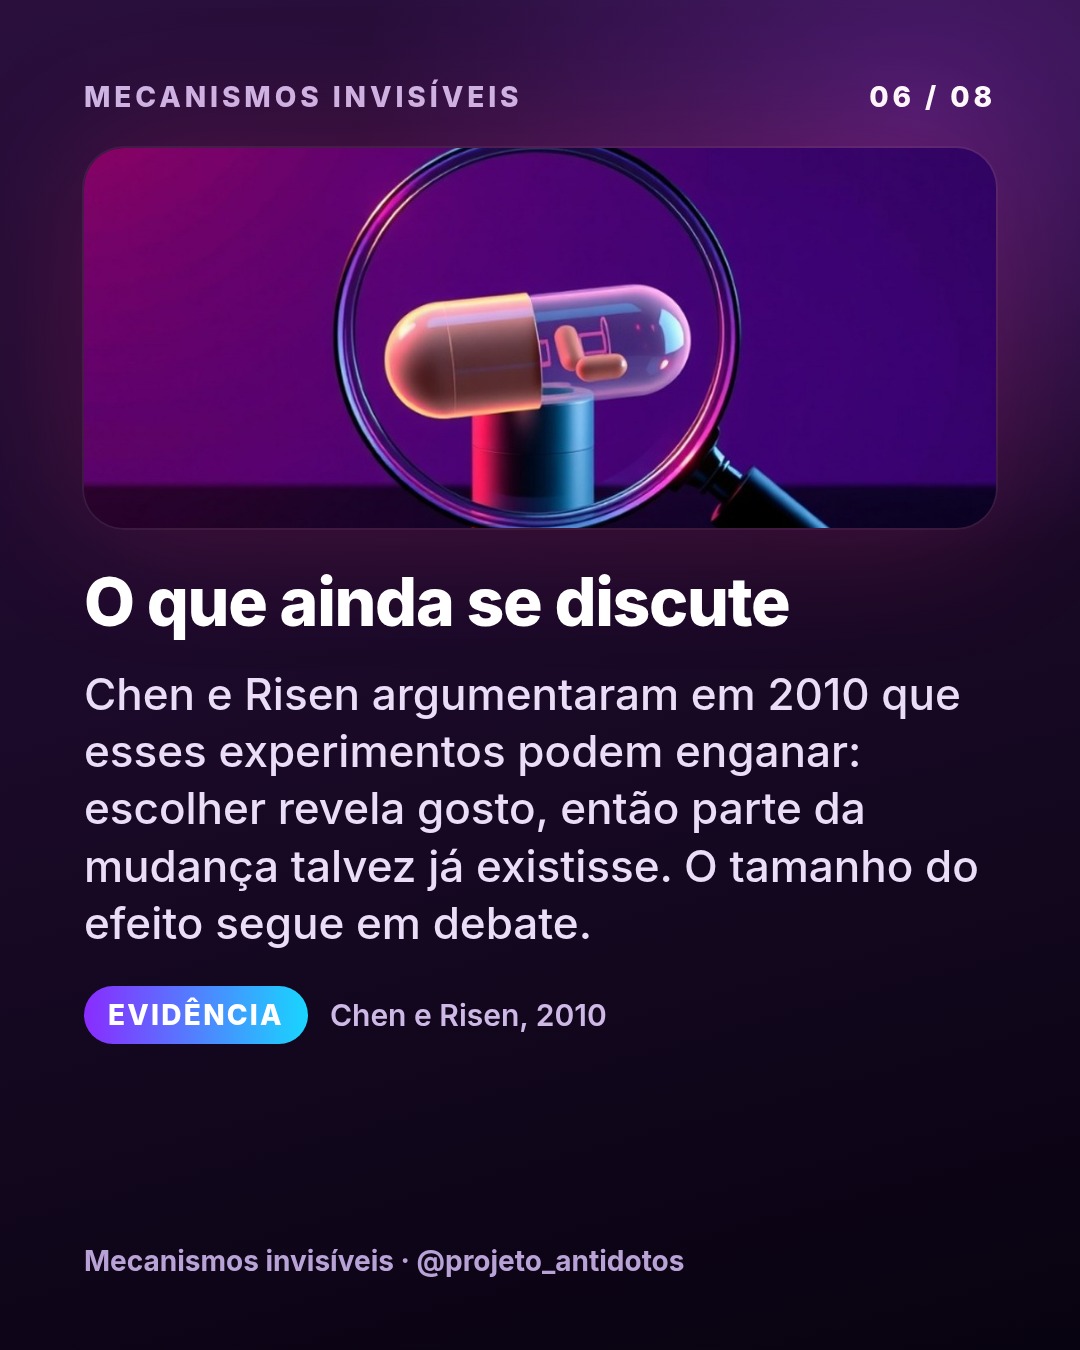 MECANISMOS INVISÍVEIS
06 / 08
O que ainda se discute
Chen e Risen argumentaram em 2010 que
esses experimentos podem enganar:
escolher revela gosto, então parte da
mudança talvez já existisse. O tamanho do
efeito segue em debate.
EVIDÊNCIA
Chen e Risen, 2010
Mecanismos invisíveis · @projeto_antidotos